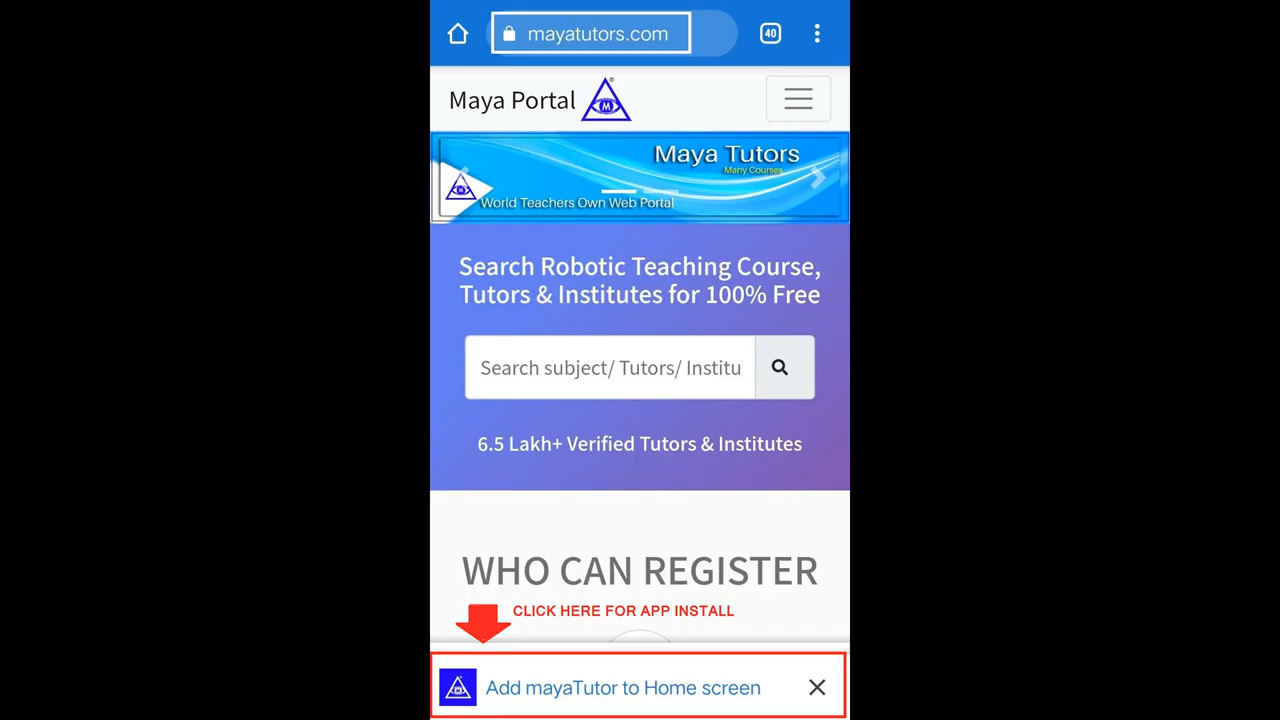 mayatutors.com
40
Maya Portal
M
Maya Tutors
Many Courses
World Teachers Own Web Portal
Search Robotic Teaching Course,
Tutors & Institutes for 100% Free
Search subject/ Tutors/ Institu
6.5 Lakh+ Verified Tutors & Institutes
WHO CAN REGISTER
CLICK HERE FOR APP INSTALL
Add mayaTutor to Home screen